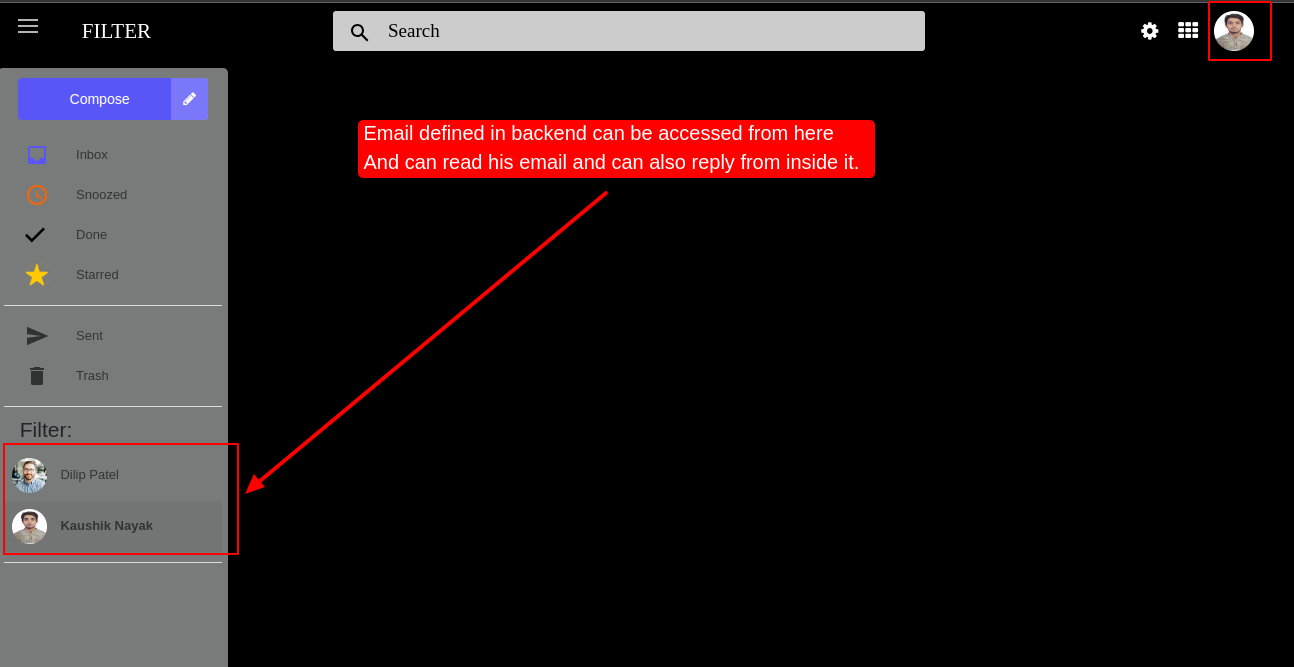 FILTER
Search
Compose
Email defined in backend can be accessed from here
And can read his email and can also reply from inside it.
Inbox
Snoozed
Done
Starred
Sent
Trash
Filter:
Dilip Patel
Kaushik Nayak